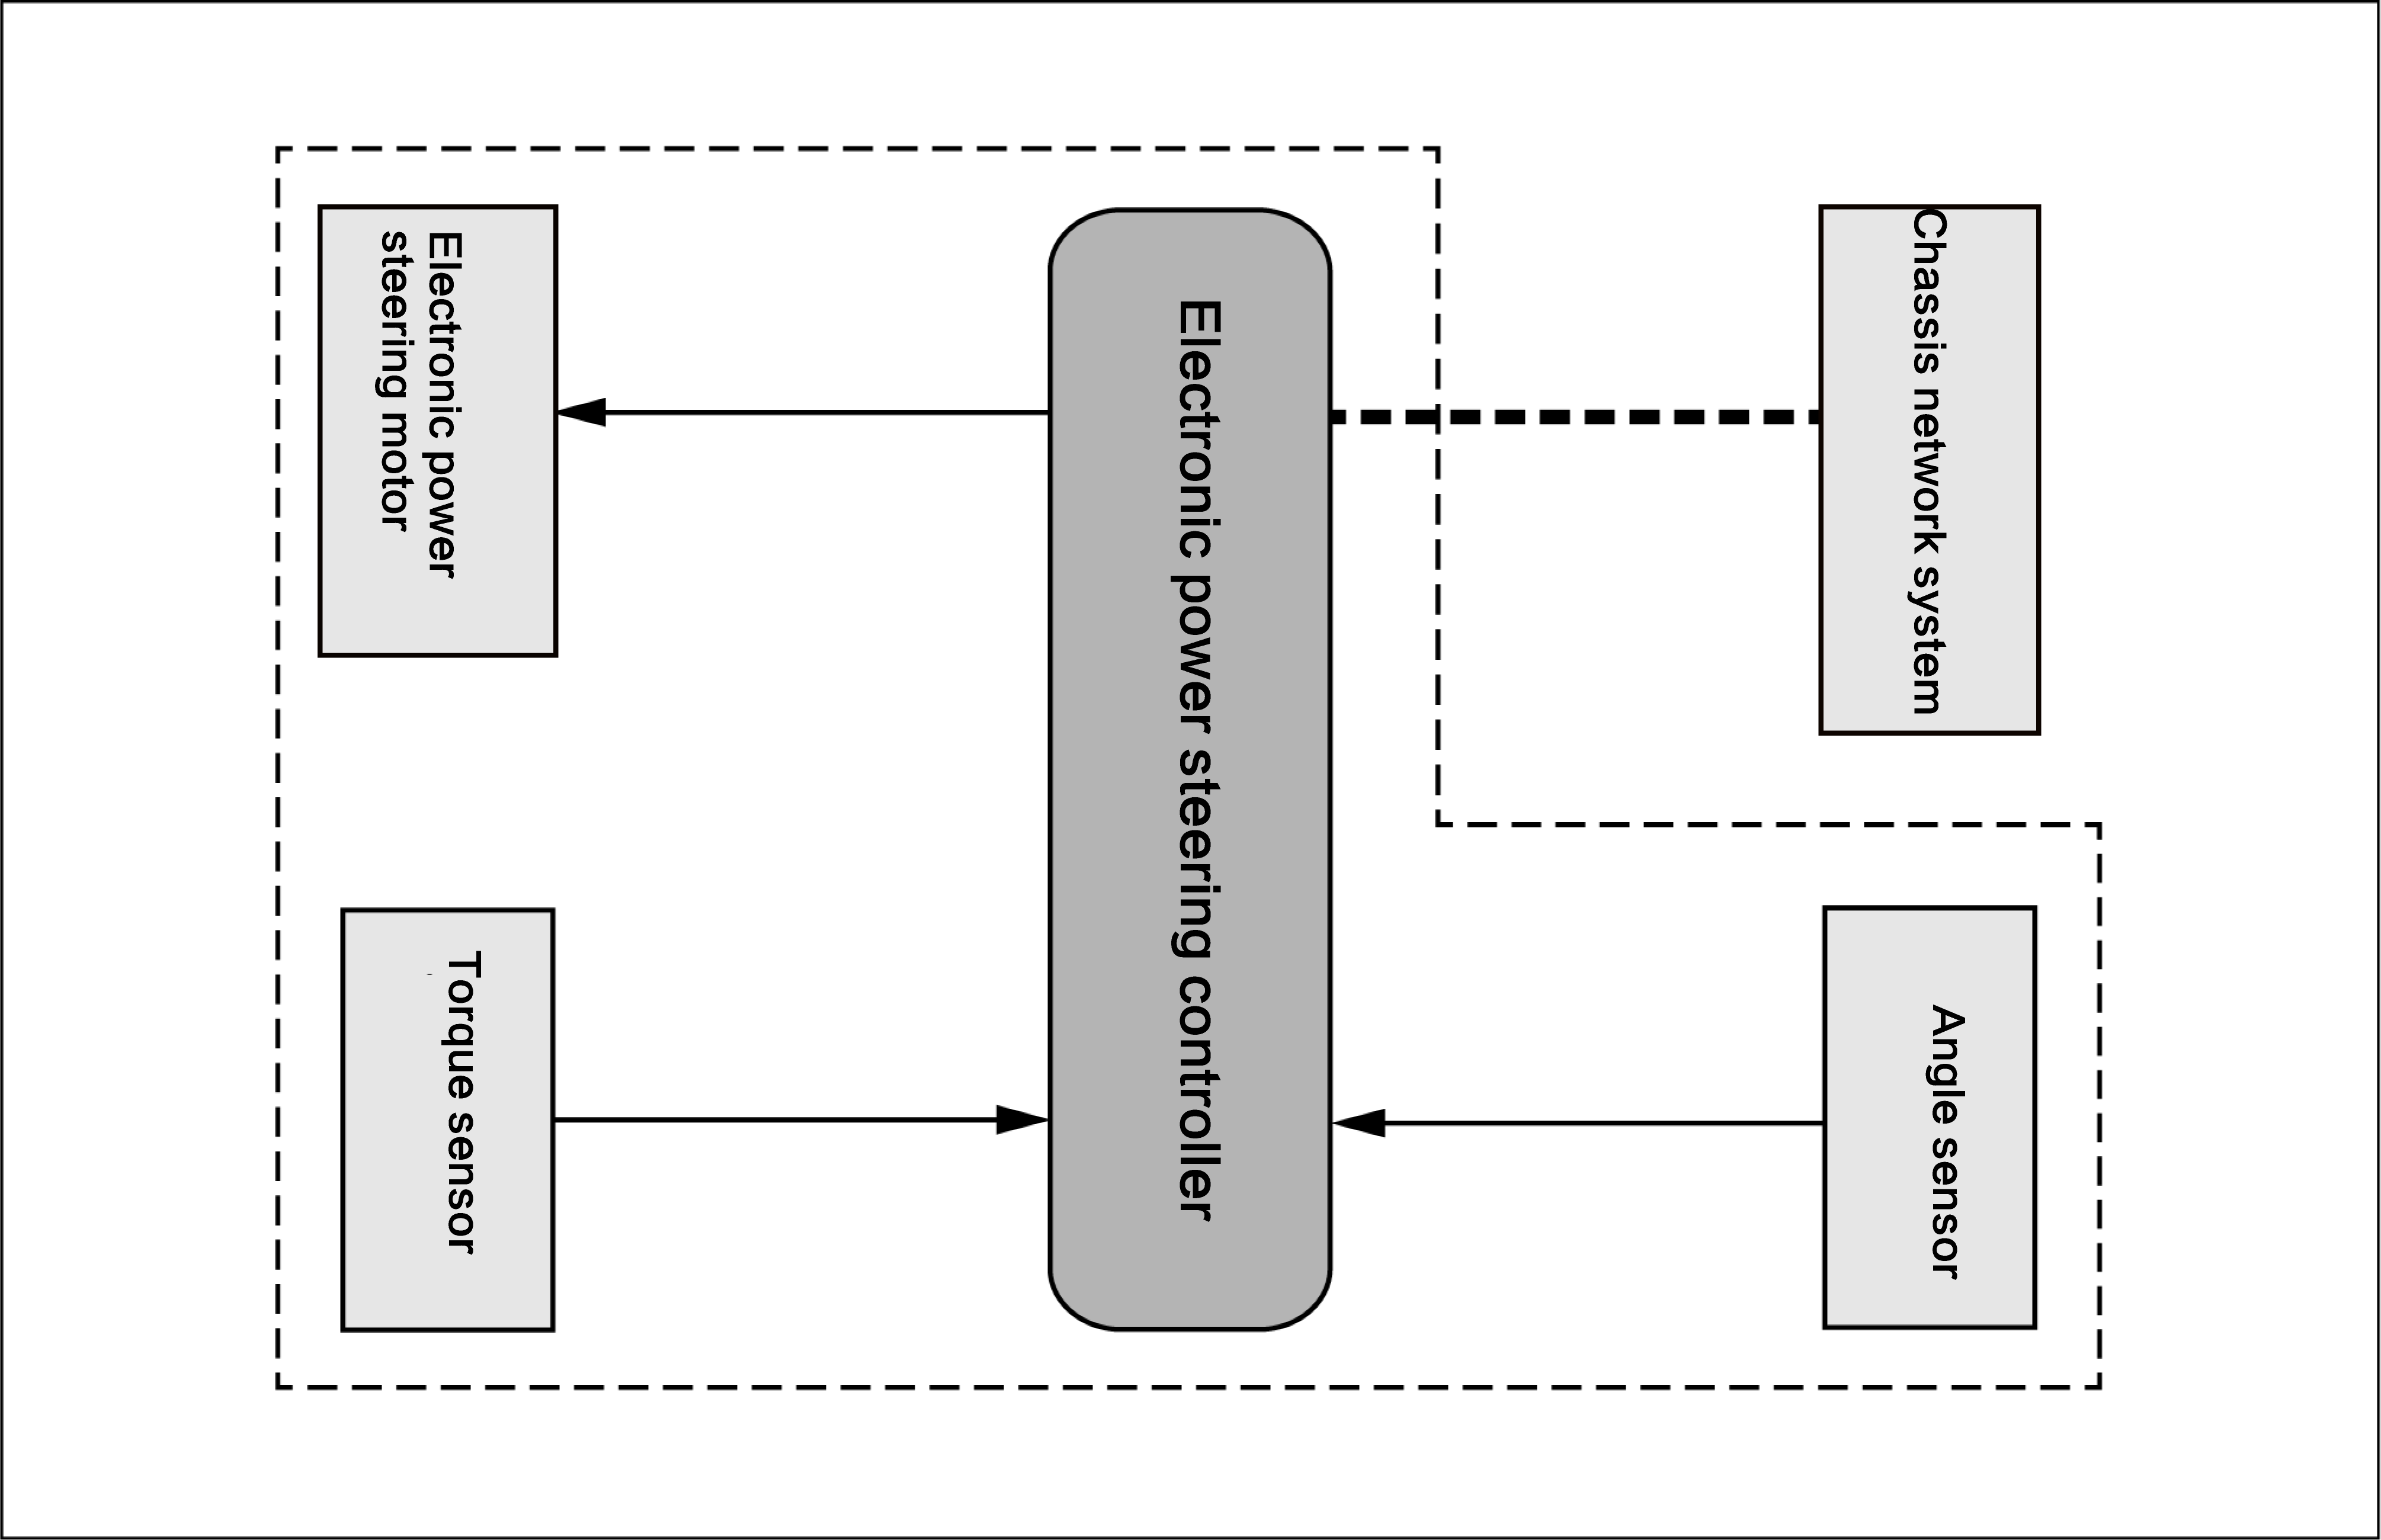 Electronic power
steering motor
Electronic power steering controller
Chassis network system
Torque sensor
Angle sensor